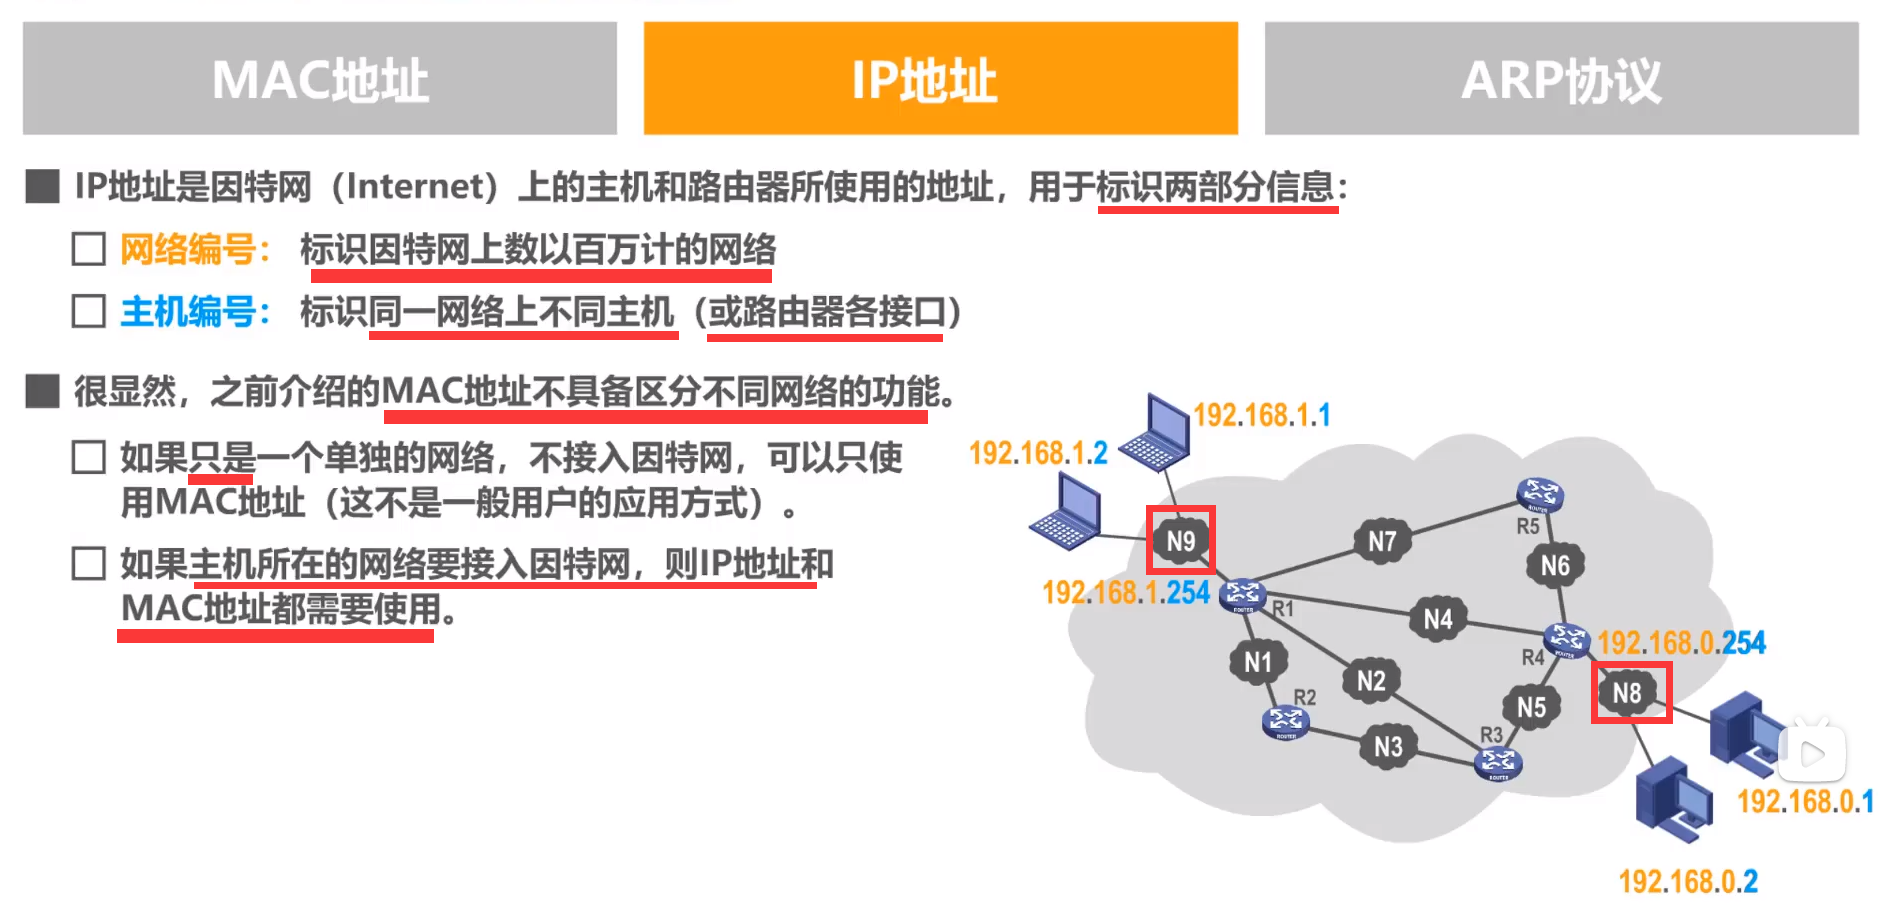 MAC地址
IP地址
ARP协议
IP地址是因特网（Internet）上的主机和路由器所使用的地址，用于标识两部分信息：
网络编号： 标识因特网上数以百万计的网络
主机编号： 标识同一网络上不同主机（或路由器各接口）
很显然，之前介绍的MAC地址不具备区分不同网络的功能。
如果只是一个单独的网络，不接入因特网，可以只使
用MAC地址（这不是一般用户的应用方式）。
如果主机所在的网络要接入因特网，则IP地址和
MAC地址都需要使用。
192.168.1.1
192.168.1.2
N9
192.168.1.254
ROUTER
R1
N7
ROUTER
R5
N6
N4
ROUTER
R4
192.168.0.254
N1
N2
N5
N8
R2
ROUTER
N3
R3
ROUTER
192.168.0.1
192.168.0.2